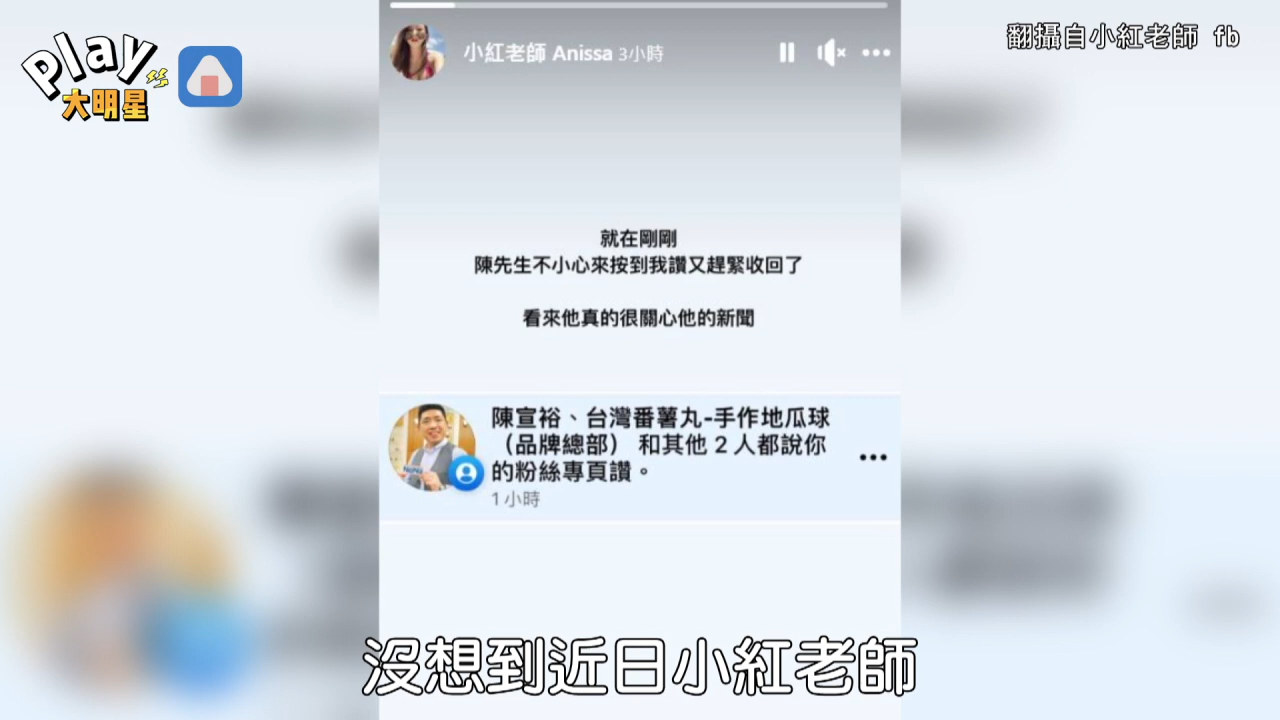 Play
大明星
翻攝自小紅老師 fb
小紅老師 Anissa 3小時
就在剛剛
陳先生不小心來按到我讚又趕緊收回了
看來他真的很關心他的新聞
陳宣裕、台灣番薯丸-手作地瓜球
（品牌總部） 和其他 2 人都說你
的粉絲專頁讚。
1 小時
沒想到近日小紅老師